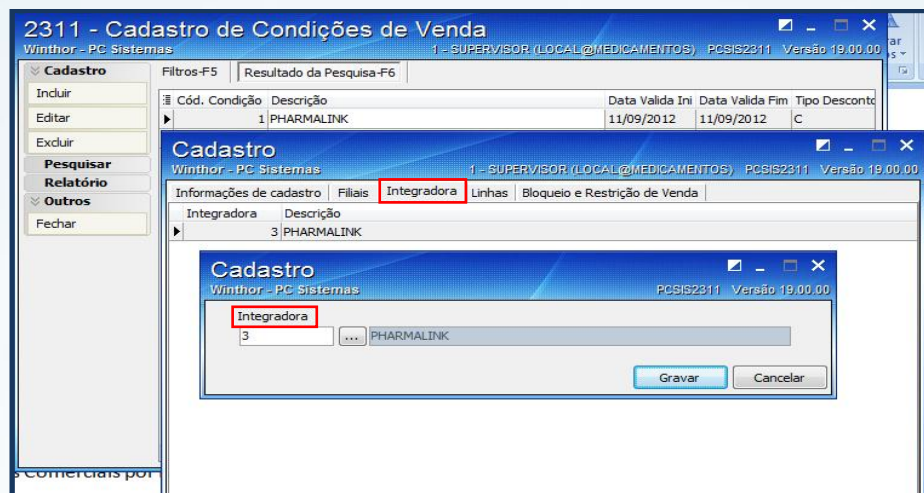 2311 - Cadastro de Condições de Venda
Winthor - PC Sistemas
1 - SUPERVISOR (LOCAL@MEDICAMENTOS) PCSIS2311 Versão 19.00.00
Cadastro
Incluir
Editar
Excluir
Pesquisar
Relatório
Outros
Fechar
Filtros-F5 Resultado da Pesquisa-F6
Cód. Condição Descrição Data Valida Ini Data Valida Fim Tipo Desconto
1 PHARMALINK 11/09/2012 11/09/2012 C
Cadastro
Winthor - PC Sistemas 1 - SUPERVISOR (LOCAL@MEDICAMENTOS) PCSIS2311 Versão 19.00.00
Informações de cadastro Filiais Integradora Linhas Bloqueio e Restrição de Venda
Integradora Descrição
3 PHARMALINK
Cadastro
Winthor - PC Sistemas PCSIS2311 Versão 19.00.00
Integradora
3 ... PHARMALINK
Gravar Cancelar
s Comerciais por